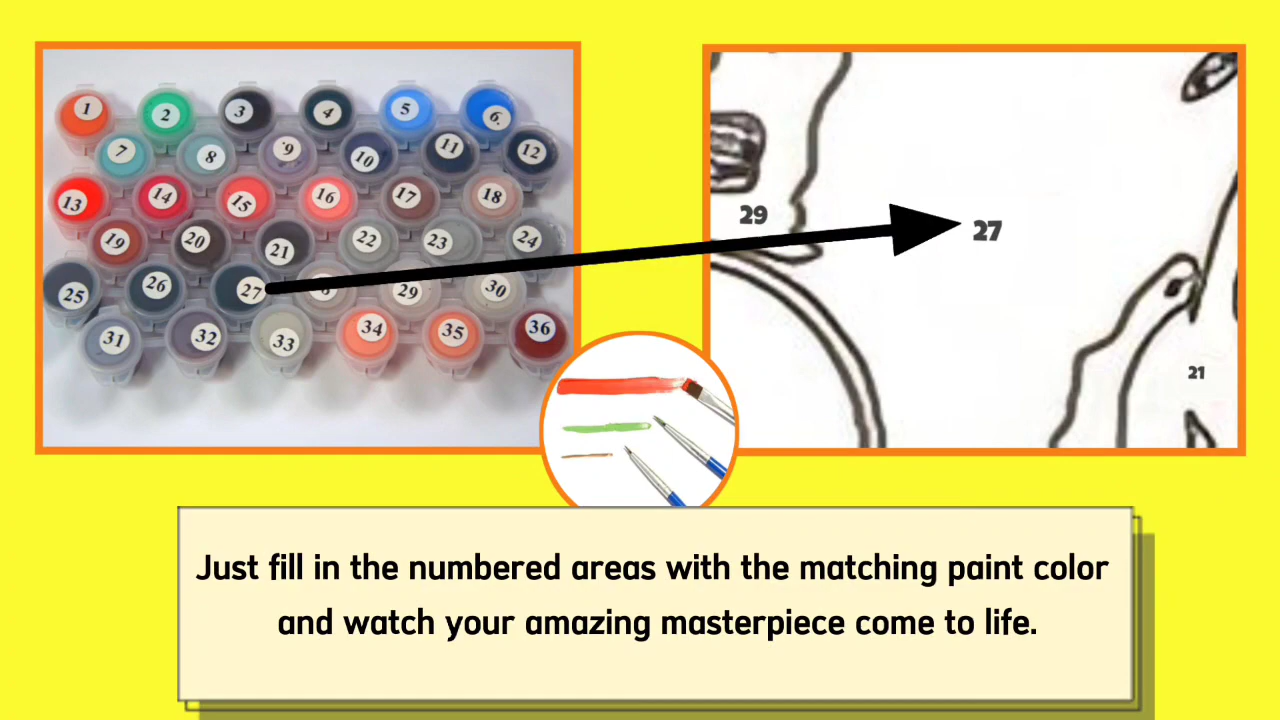 1 2 3 4 5 6.
7 8 9 10 11 12
13 14 15 16 17 18
19 20 21 22 23 24
25 26 27 29 30
31 32 33 34 35 36
29 27
21
Just fill in the numbered areas with the matching paint color
and watch your amazing masterpiece come to life.